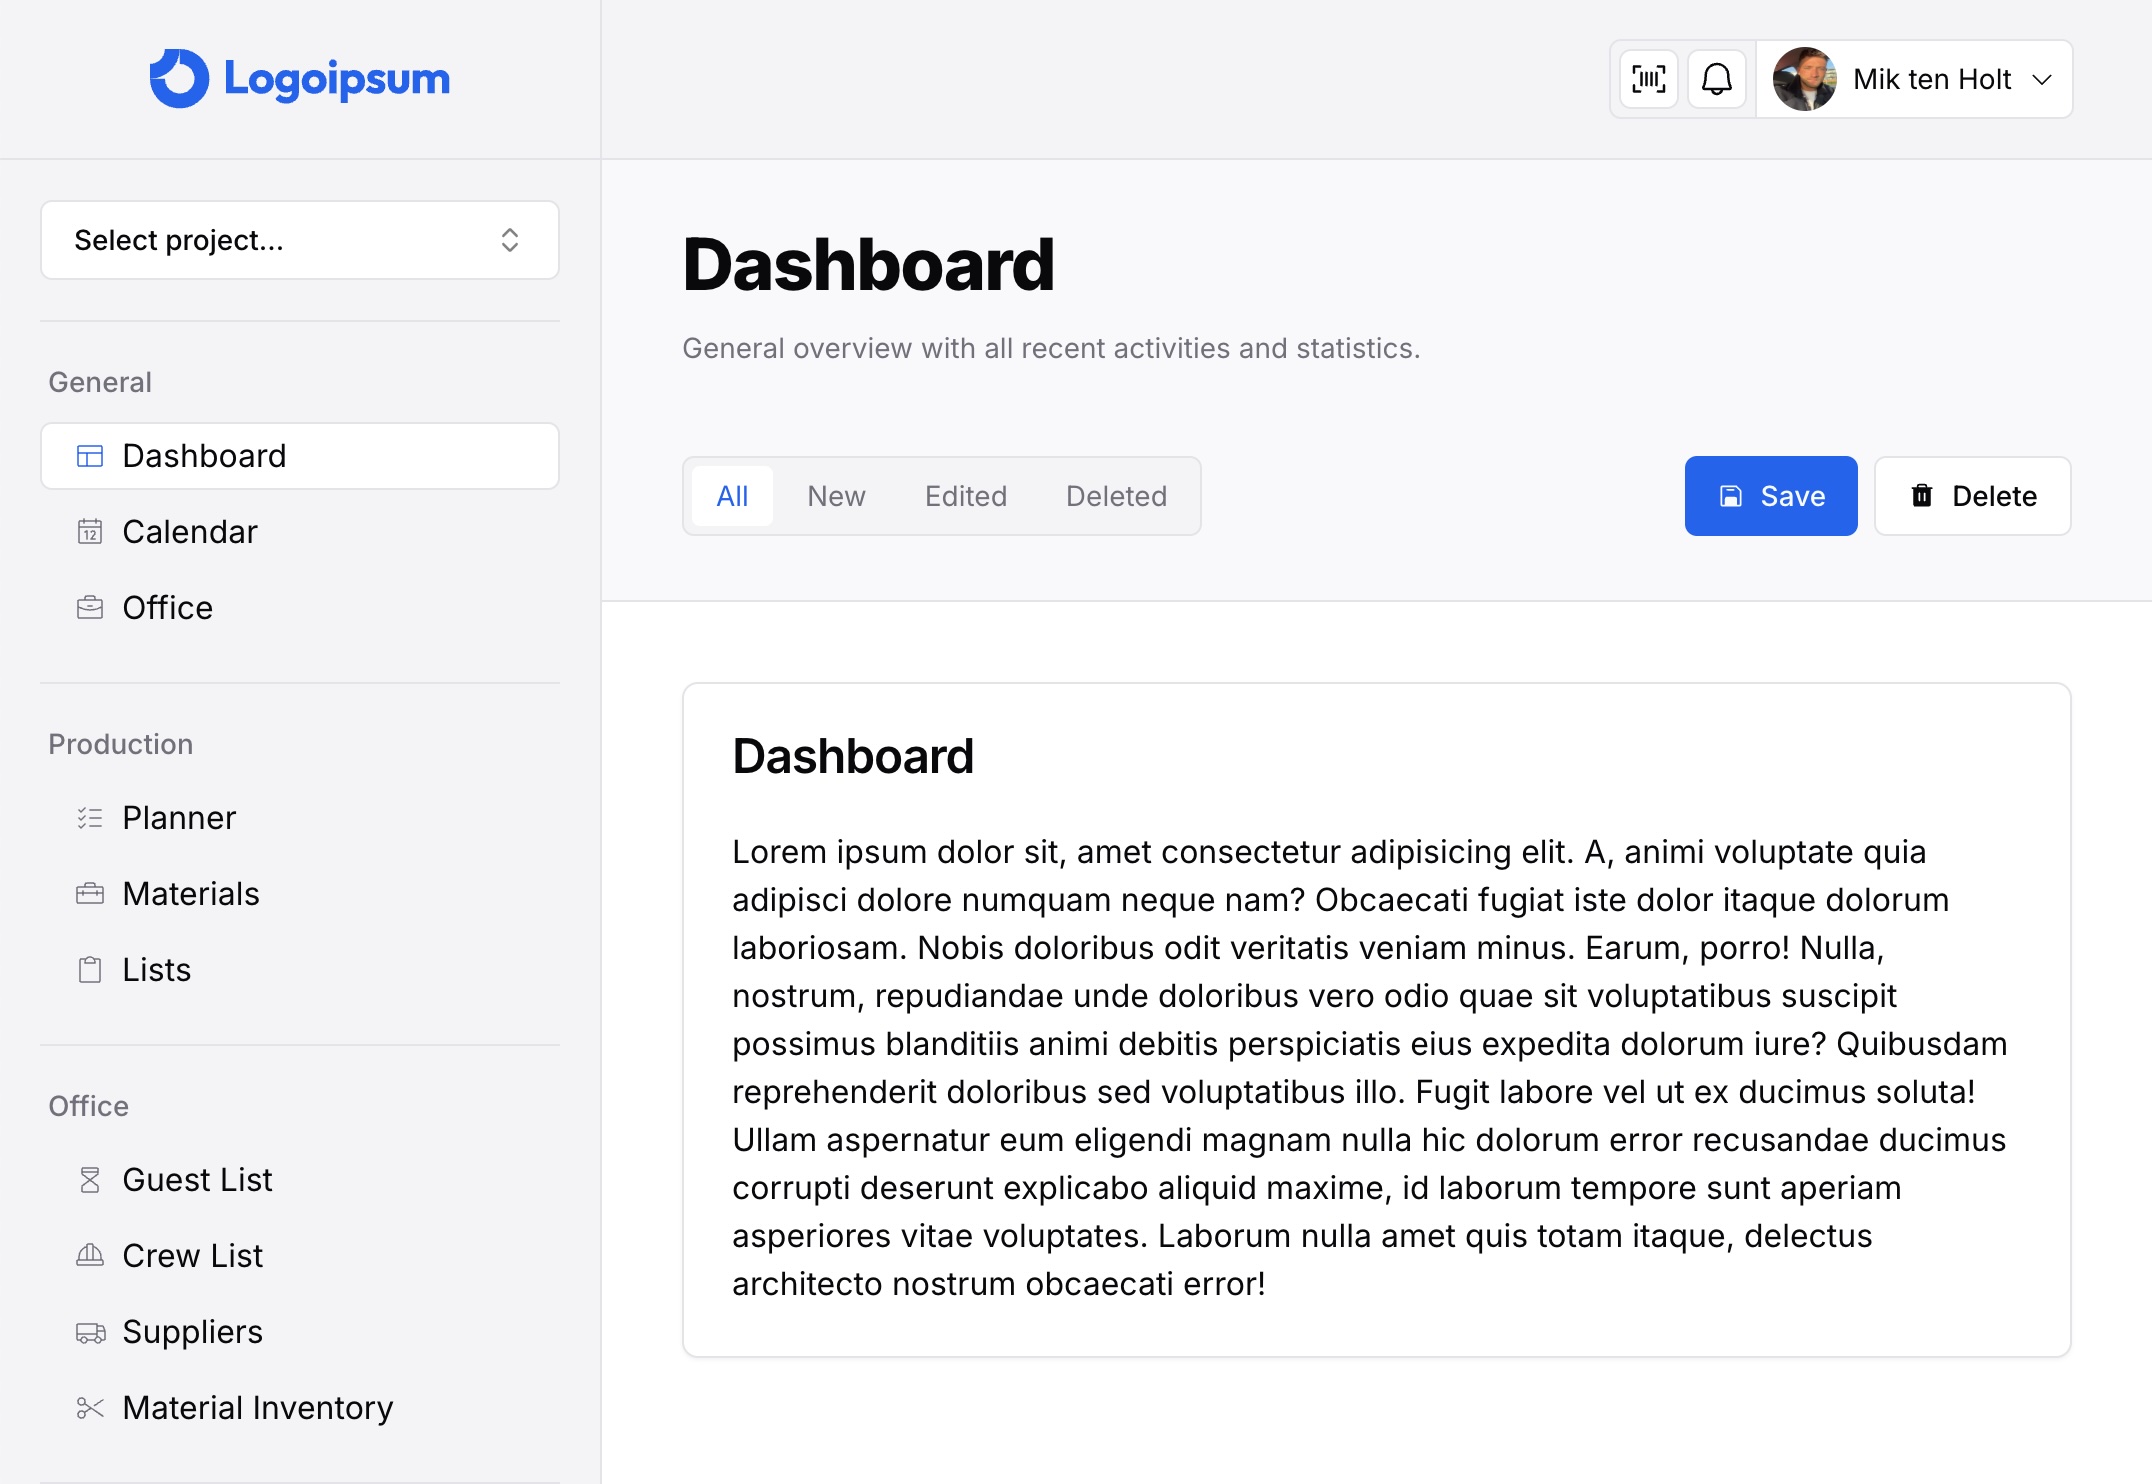 Logoipsum
Mik ten Holt
Select project...
General
Dashboard
12
Calendar
Office
Production
Planner
Materials
Lists
Office
Guest List
Crew List
Suppliers
Material Inventory
Dashboard
General overview with all recent activities and statistics.
All
New
Edited
Deleted
Save
Delete
Dashboard
Lorem ipsum dolor sit, amet consectetur adipisicing elit. A, animi voluptate quia
adipisci dolore numquam neque nam? Obcaecati fugiat iste dolor itaque dolorum
laboriosam. Nobis doloribus odit veritatis veniam minus. Earum, porro! Nulla,
nostrum, repudiandae unde doloribus vero odio quae sit voluptatibus suscipit
possimus blanditiis animi debitis perspiciatis eius expedita dolorum iure? Quibusdam
reprehenderit doloribus sed voluptatibus illo. Fugit labore vel ut ex ducimus soluta!
Ullam aspernatur eum eligendi magnam nulla hic dolorum error recusandae ducimus
corrupti deserunt explicabo aliquid maxime, id laborum tempore sunt aperiam
asperiores vitae voluptates. Laborum nulla amet quis totam itaque, delectus
architecto nostrum obcaecati error!